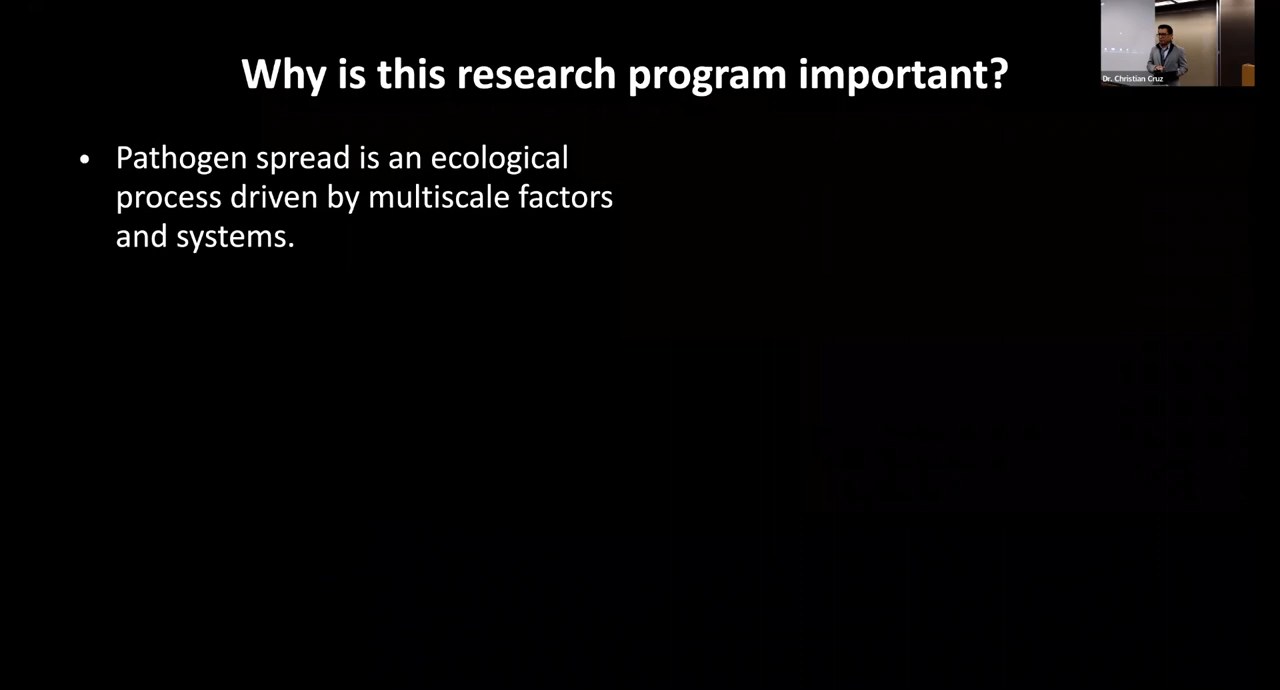 Why is this research program important?
Dr. Christian Cruz
• Pathogen spread is an ecological
process driven by multiscale factors
and systems.